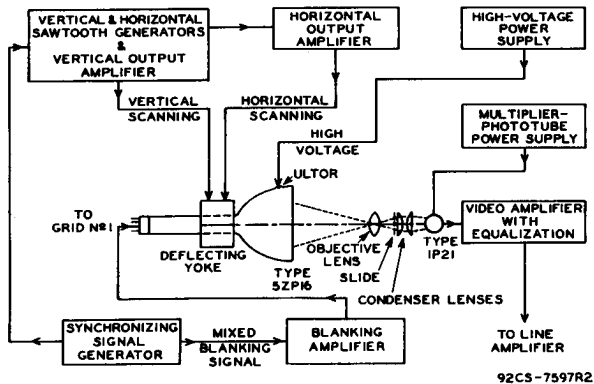 VERTICAL & HORIZONTAL
SAWTOOTH GENERATORS
&
VERTICAL OUTPUT
AMPLIFIER
HORIZONTAL
OUTPUT
AMPLIFIER
HIGH-VOLTAGE
POWER
SUPPLY
VERTICAL
SCANNING
HORIZONTAL
SCANNING
HIGH
VOLTAGE
MULTIPLIER-
PHOTOTUBE
POWER SUPPLY
ULTOR
TO
GRID Nº1
DEFLECTING
YOKE
TYPE
5ZP16
OBJECTIVE
LENS
SLIDE
CONDENSER LENSES
TYPE
1P21
VIDEO AMPLIFIER
WITH
EQUALIZATION
SYNCHRONIZING
SIGNAL
GENERATOR
MIXED
BLANKING
SIGNAL
BLANKING
AMPLIFIER
TO LINE
AMPLIFIER
92CS-7597R2